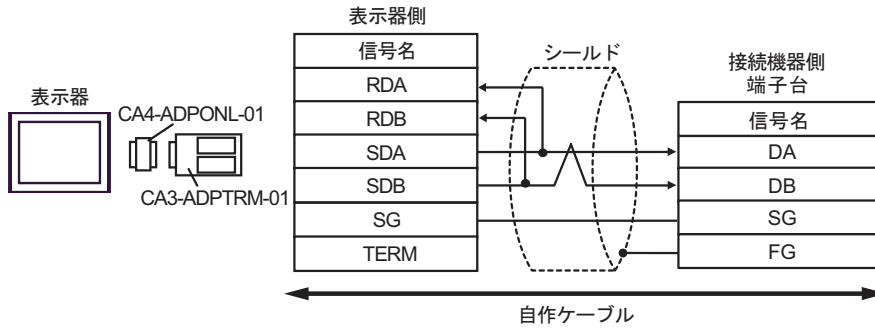 表示器
CA4-ADPONL-01
CA3-ADPTRM-01
表示器側
信号名
RDA
RDB
SDA
SDB
SG
TERM
シールド
接続機器側
端子台
信号名
DA
DB
SG
FG
自作ケーブル